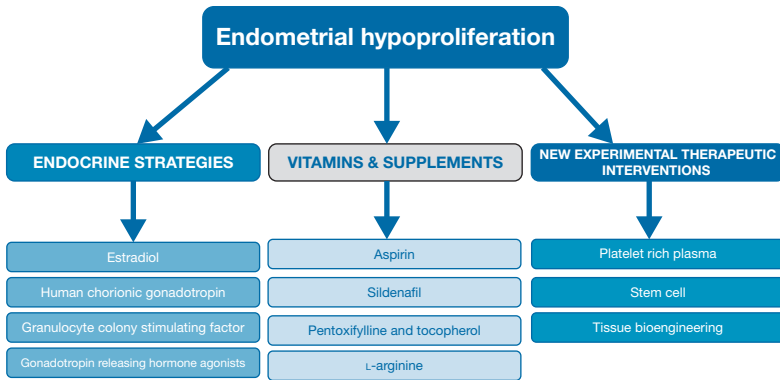 Endometrial hypoproliferation
ENDOCRINE STRATEGIES
Estradiol
Human chorionic gonadotropin
Granulocyte colony stimulating factor
Gonadotropin releasing hormone agonists
VITAMINS & SUPPLEMENTS
Aspirin
Sildenafil
Pentoxifylline and tocopherol
L-arginine
NEW EXPERIMENTAL THERAPEUTIC
INTERVENTIONS
Platelet rich plasma
Stem cell
Tissue bioengineering